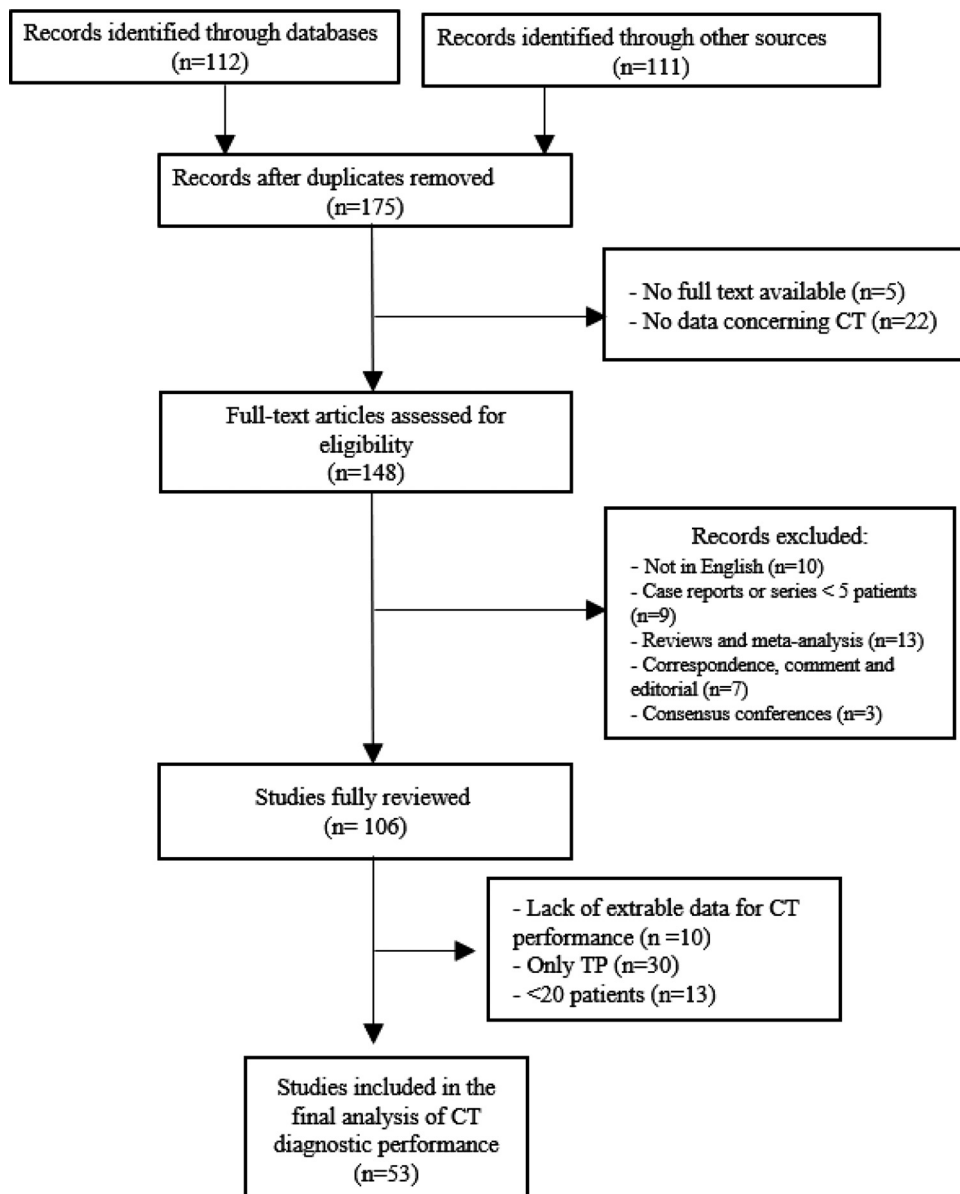 Records identified through databases
(n=112)
Records identified through other sources
(n=111)
Records after duplicates removed
(n=175)
- No full text available (n=5)
- No data concerning CT (n=22)
Full-text articles assessed for
eligibility
(n=148)
Records excluded:
- Not in English (n=10)
- Case reports or series < 5 patients
(n=9)
- Reviews and meta-analysis (n=13)
- Correspondence, comment and
editorial (n=7)
- Consensus conferences (n=3)
Studies fully reviewed
(n= 106)
- Lack of extrable data for CT
performance (n =10)
- Only TP (n=30)
- <20 patients (n=13)
Studies included in the
final analysis of CT
diagnostic performance
(n=53)